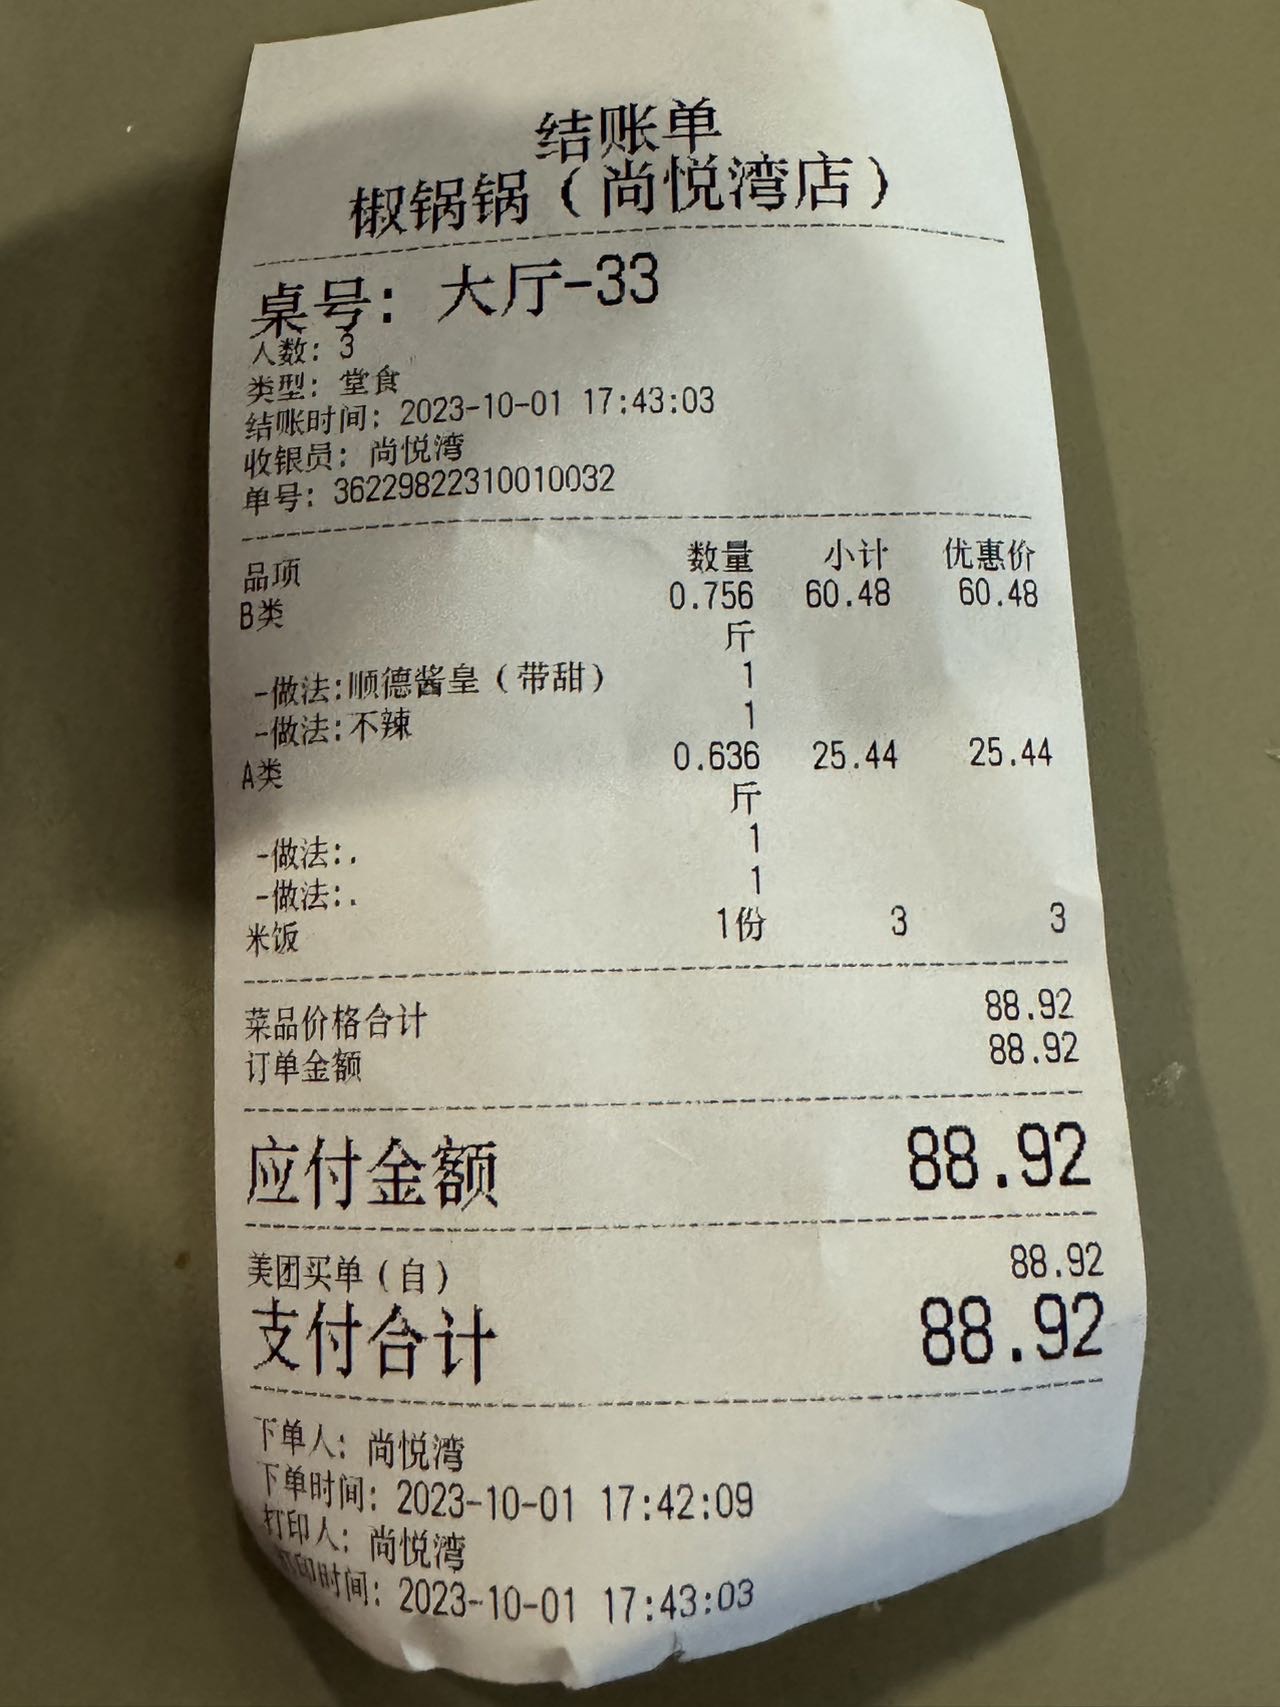 结账单
椒锅锅（尚悦湾店）
桌号：大厅-33
人数：3
类型：堂食
结账时间：2023-10-01 17:43:03
收银员：尚悦湾
单号：36229822310010032
品项 数量 小计 优惠价
B类 0.756 60.48 60.48
斤
-做法:顺德酱皇（带甜） 1
-做法:不辣 1
A类 0.636 25.44 25.44
斤
-做法:. 1
-做法:. 1
米饭 1份 3 3
菜品价格合计 88.92
订单金额 88.92
应付金额 88.92
美团买单（自） 88.92
支付合计 88.92
下单人：尚悦湾
下单时间：2023-10-01 17:42:09
打印人：尚悦湾
打印时间：2023-10-01 17:43:03